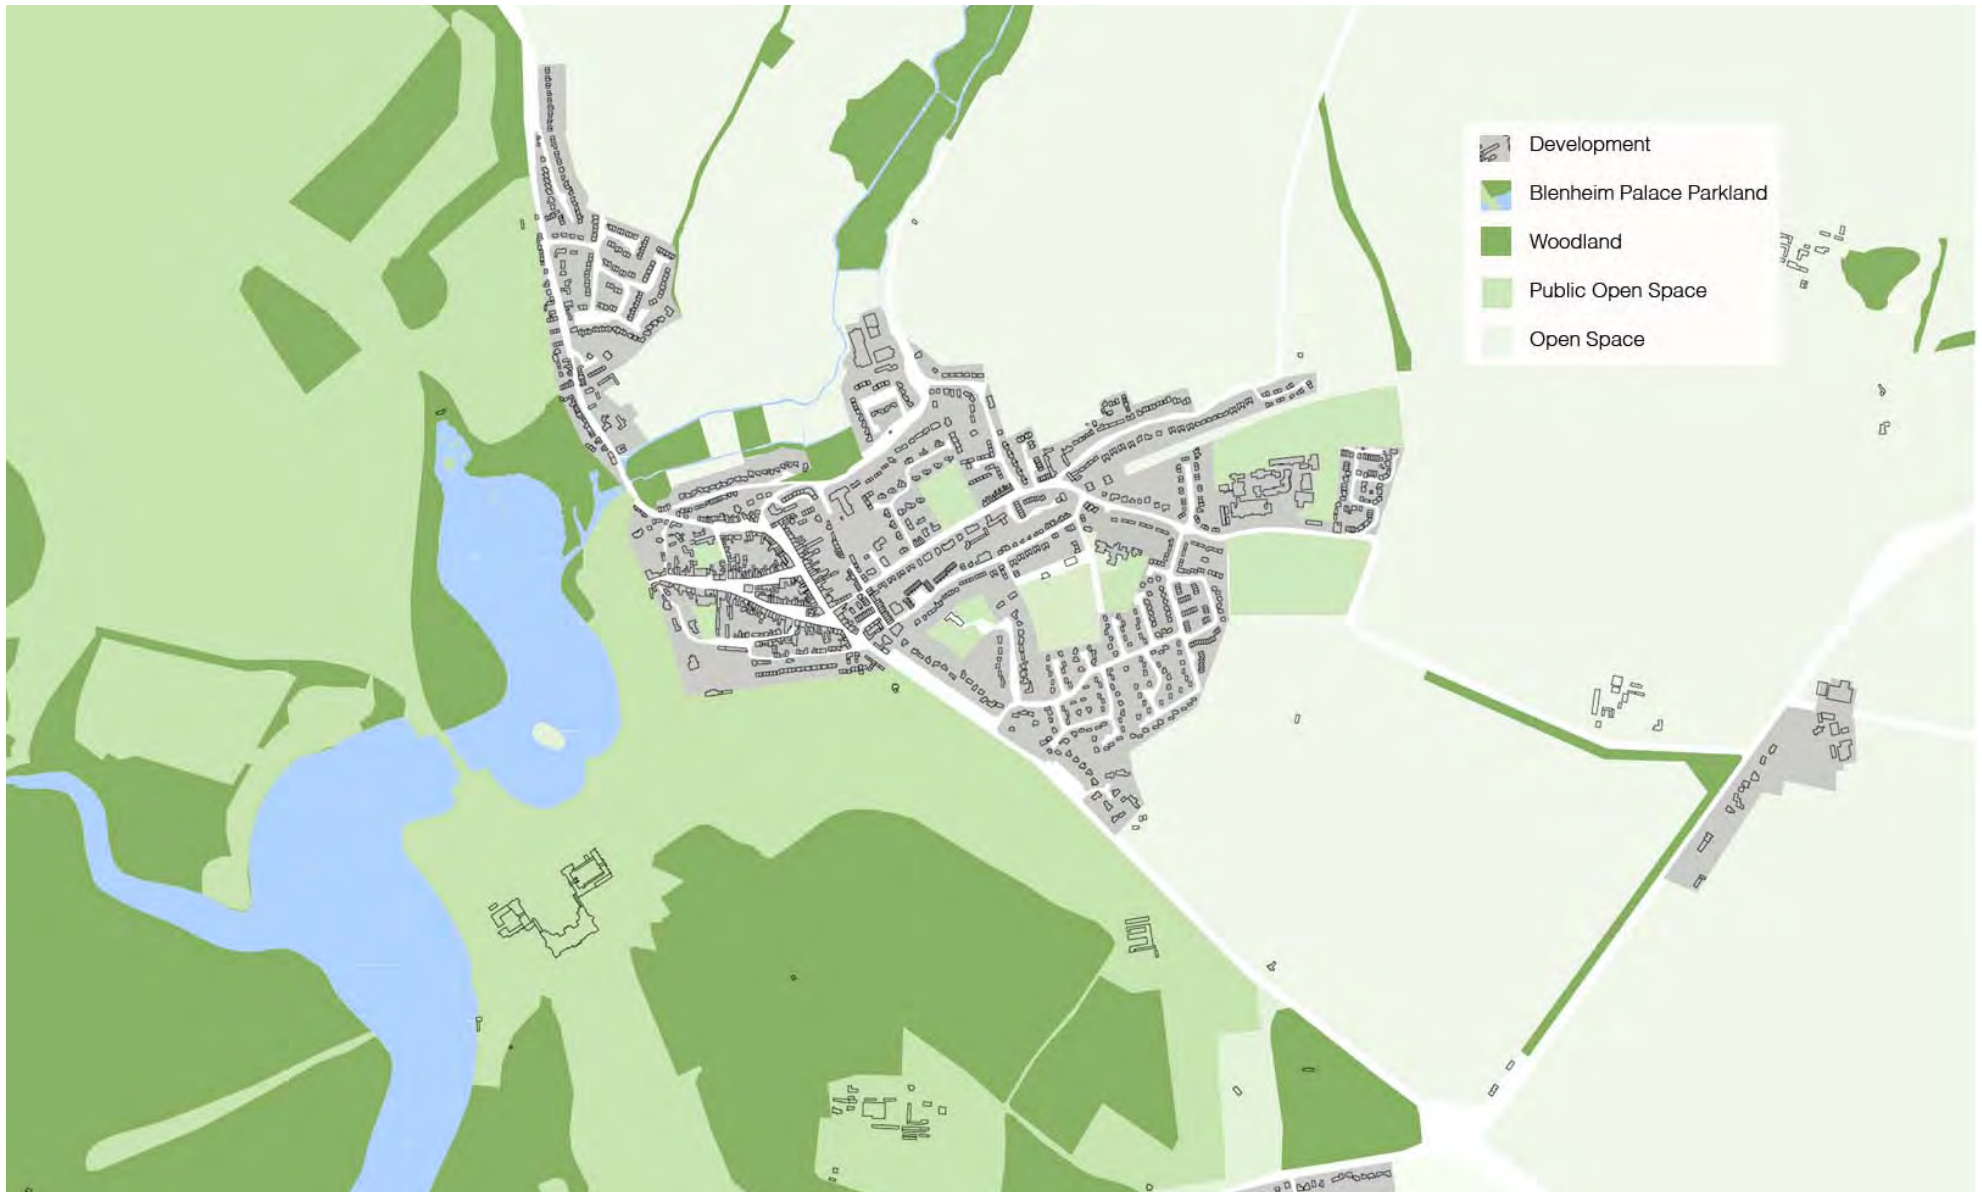 Development
Blenheim Palace Parkland
Woodland
Public Open Space
Open Space